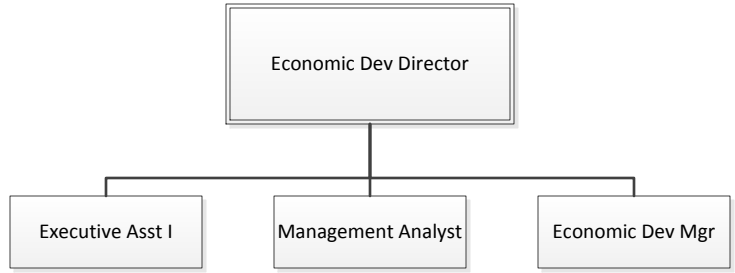 Economic Dev Director
Executive Asst I
Management Analyst
Economic Dev Mgr